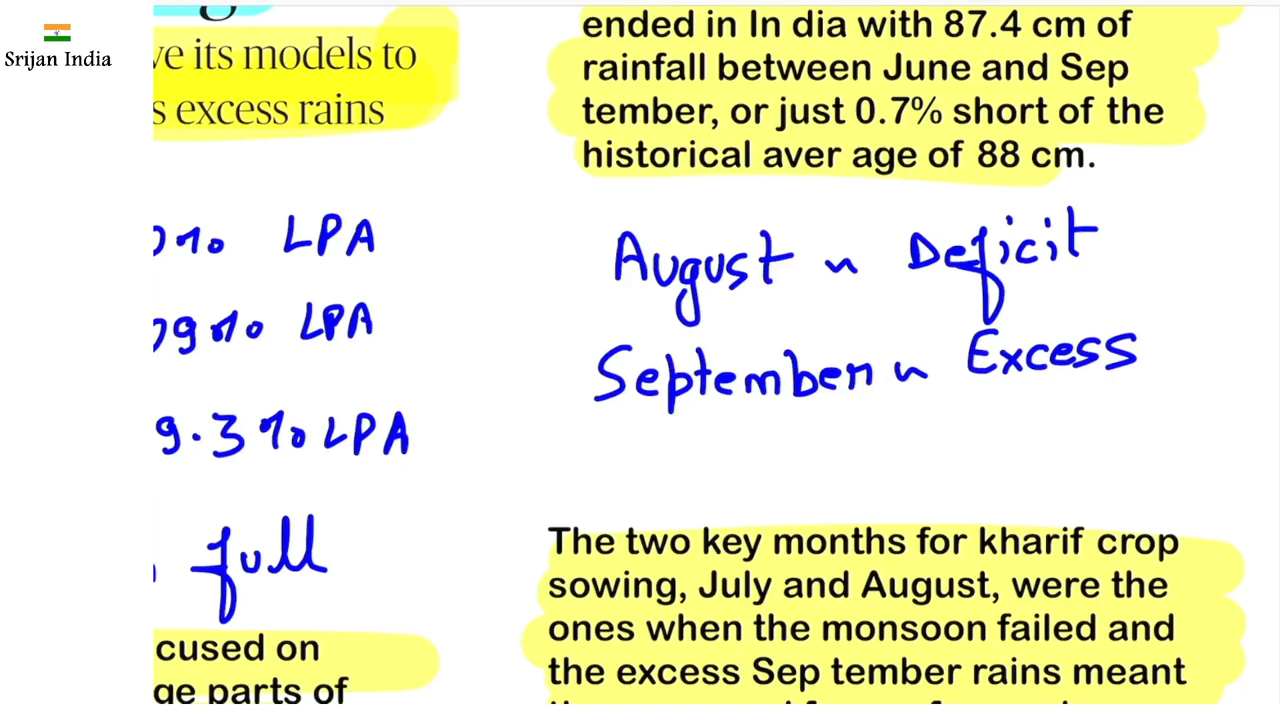 Srijan India
ve its models to
s excess rains
ended in In dia with 87.4 cm of
rainfall between June and Sep
tember, or just 0.7% short of the
historical aver age of 88 cm.
% LPA
9% LPA
9.3% LPA
full
August ~ Deficit
September ~ Excess
cused on
ge parts of
The two key months for kharif crop
sowing, July and August, were the
ones when the monsoon failed and
the excess Sep tember rains meant